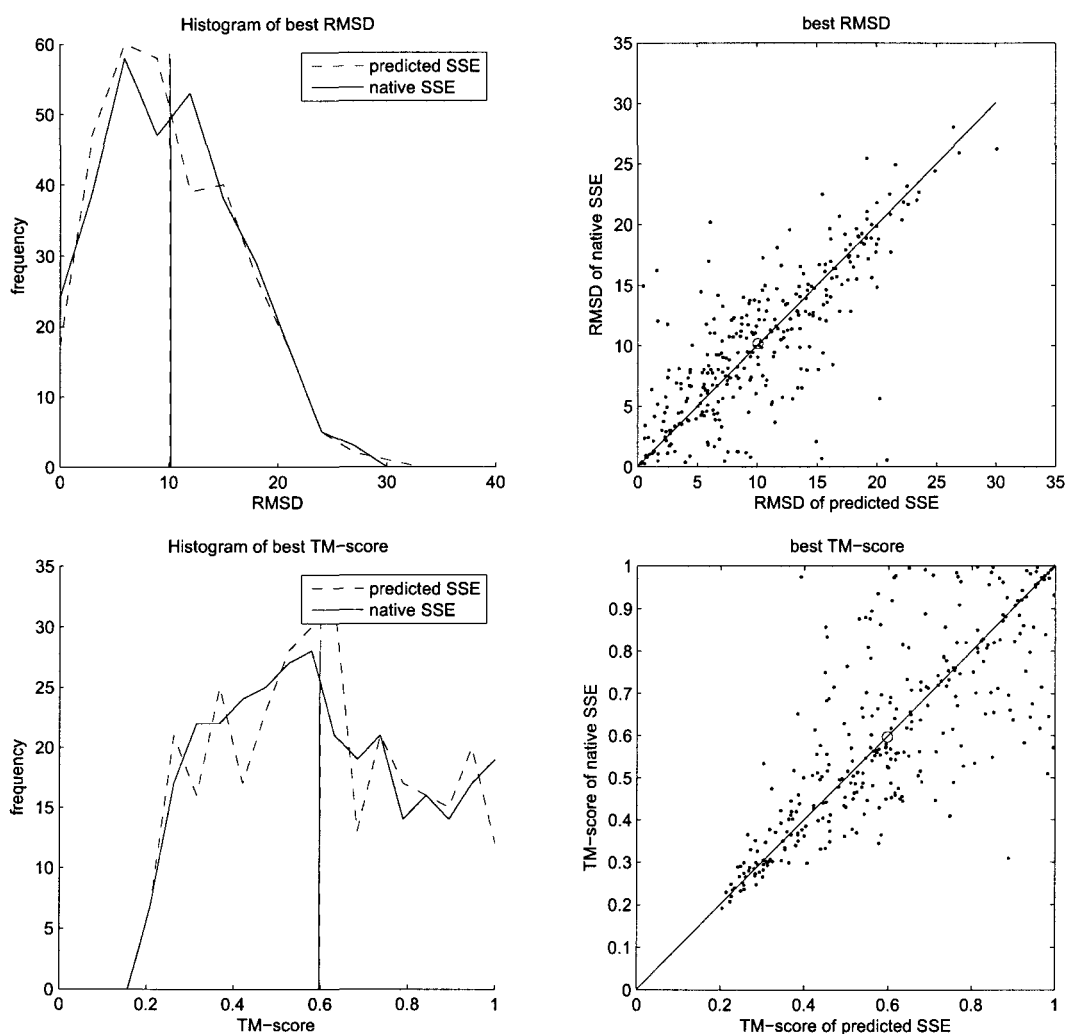 Histogram of best RMSD
60
50
40
30
20
10
0
frequency
predicted SSE
native SSE
0 10 20 30 40
RMSD
best RMSD
35
30
25
20
15
10
5
0
RMSD of native SSE
0 5 10 15 20 25 30 35
RMSD of predicted SSE
Histogram of best TM−score
35
30
25
20
15
10
5
0
frequency
predicted SSE
native SSE
0 0.2 0.4 0.6 0.8 1
TM−score
best TM−score
1
0.9
0.8
0.7
0.6
0.5
0.4
0.3
0.2
0.1
0
TM−score of native SSE
0 0.2 0.4 0.6 0.8 1
TM−score of predicted SSE